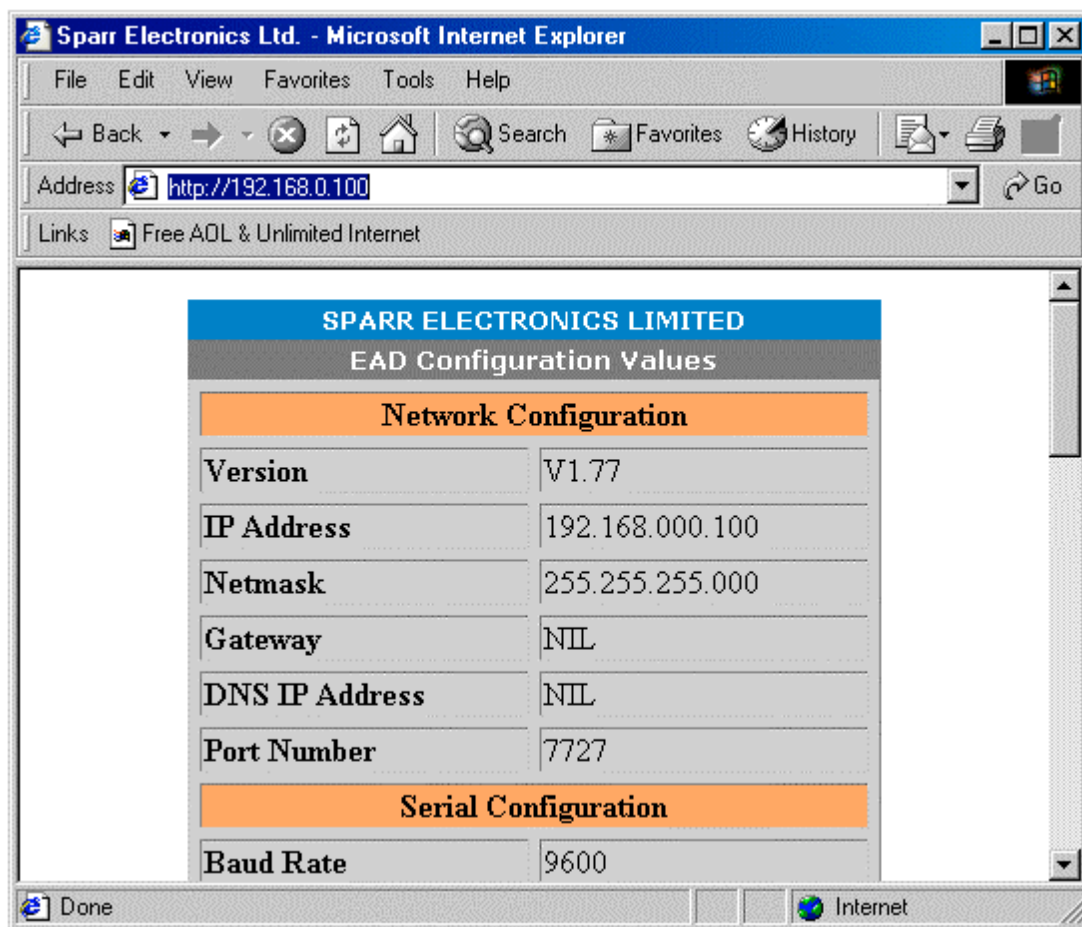 Sparr Electronics Ltd. - Microsoft Internet Explorer
File Edit View Favorites Tools Help
Back Search Favorites History
Address http://192.168.0.100 Go
Links Free AOL & Unlimited Internet
SPARR ELECTRONICS LIMITED
EAD Configuration Values
Network Configuration
Version V1.77
IP Address 192.168.000.100
Netmask 255.255.255.000
Gateway NIL
DNS IP Address NIL
Port Number 7727
Serial Configuration
Baud Rate 9600
Done Internet